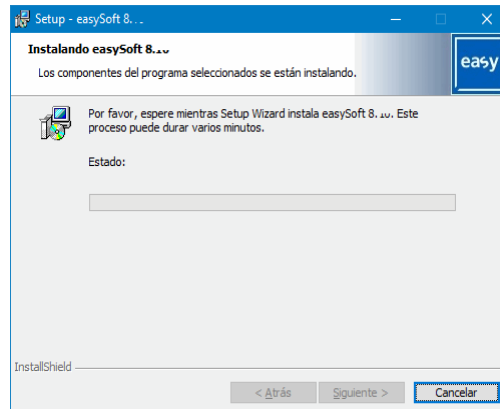 Setup - easySoft 8.
Instalando easySoft 8.
Los componentes del programa seleccionados se están instalando.
easy
Por favor, espere mientras Setup Wizard instala easySoft 8. Este
proceso puede durar varios minutos.
Estado:
InstallShield
< Atrás
Siguiente >
Cancelar